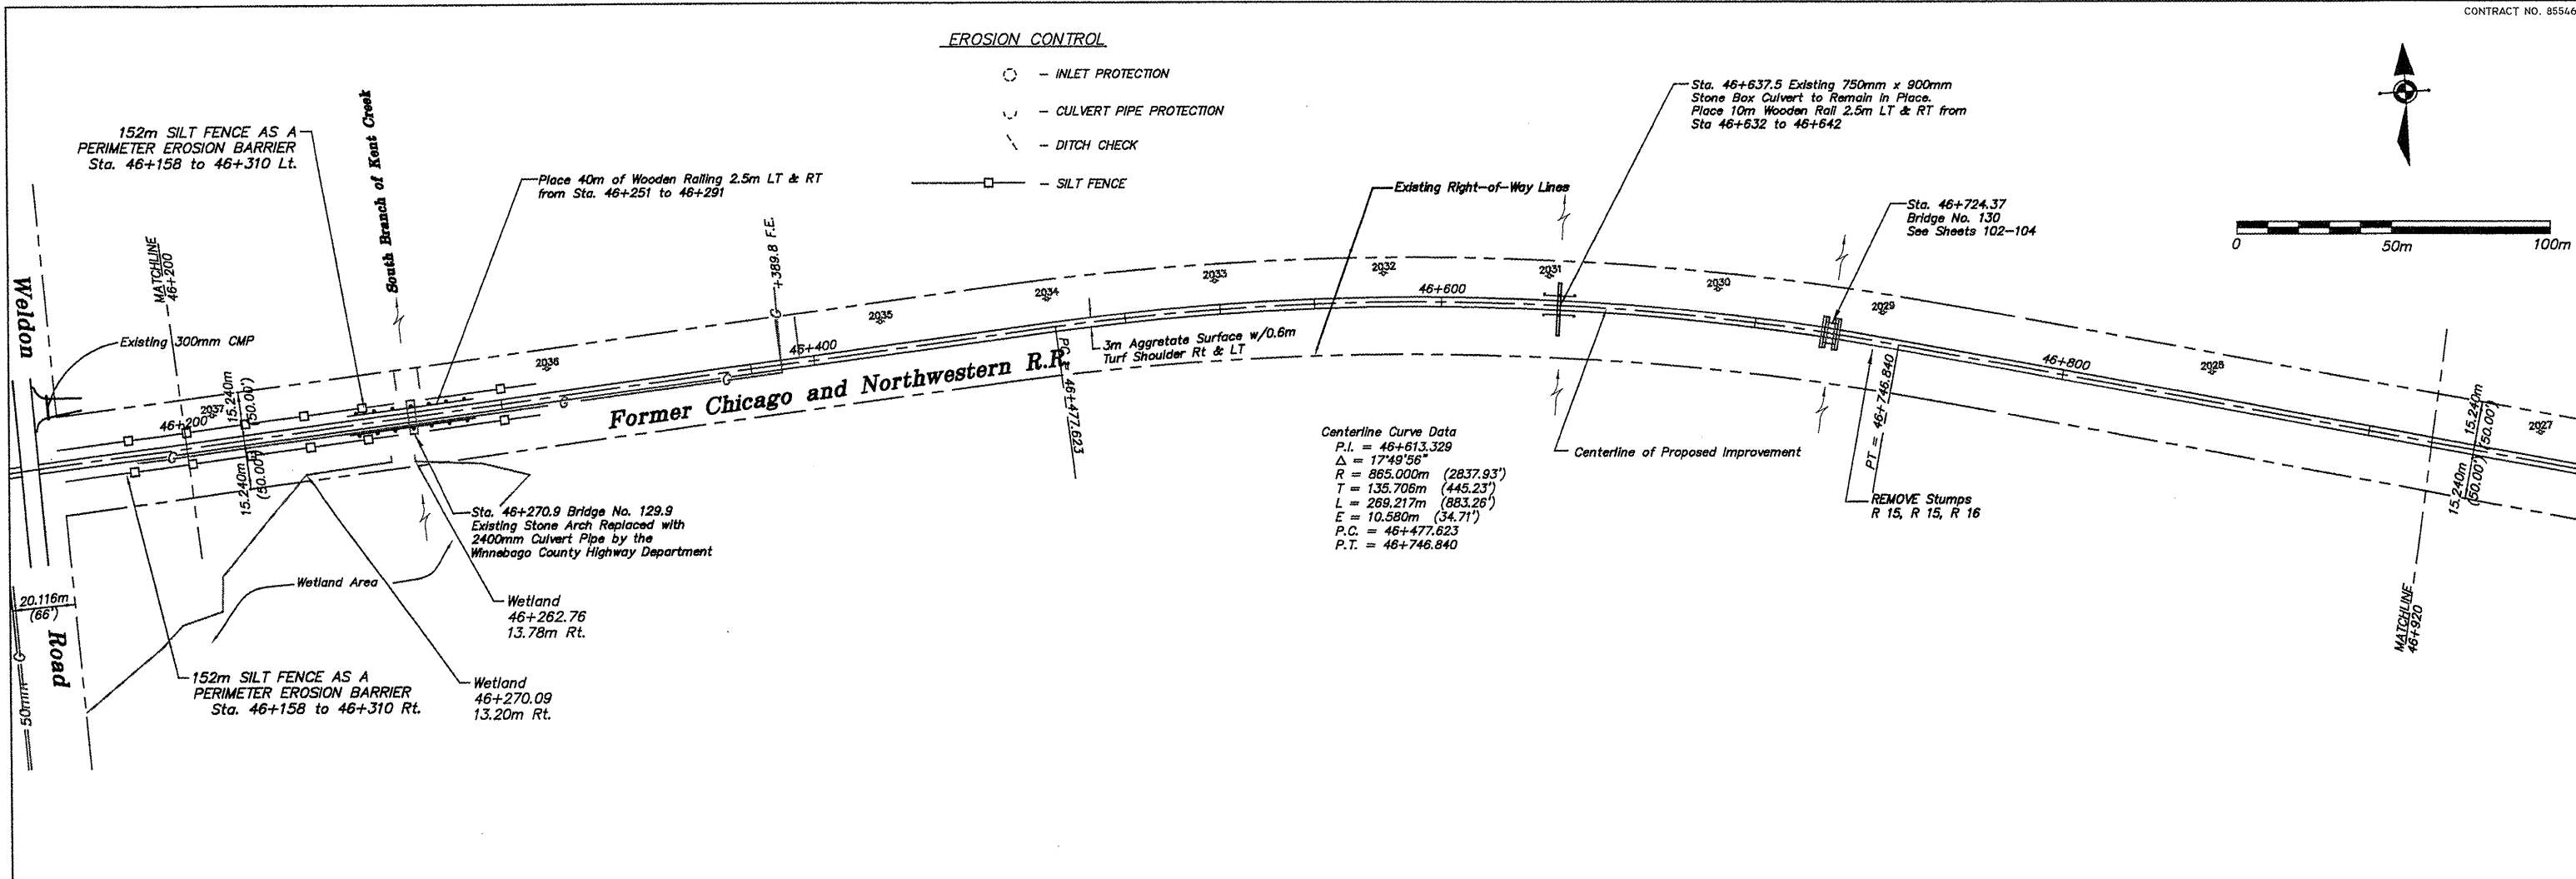 CONTRACT NO. 85546
EROSION CONTROL
- INLET PROTECTION
- CULVERT PIPE PROTECTION
- DITCH CHECK
- SILT FENCE
152m SILT FENCE AS A
PERIMETER EROSION BARRIER
Sta. 46+158 to 46+310 Lt.
South Branch of Kent Creek
Place 40m of Wooden Railing 2.5m LT & RT
from Sta. 46+251 to 46+291
+389.8 F.E.
Existing Right-of-Way Lines
Sta. 46+637.5 Existing 750mm x 900mm
Stone Box Culvert to Remain in Place.
Place 10m Wooden Rail 2.5m LT & RT from
Sta 46+632 to 46+642
Sta. 46+724.37
Bridge No. 130
See Sheets 102-104
0
50m
100m
Weldon
Road
MATCHLINE
46+200
Existing 300mm CMP
2037
2036
2035
2034
2033
2032
2031
2030
2029
2028
2027
46+200
46+400
46+600
46+800
15.240m
(50.00')
15.240m
(50.00')
G
G
G
G
G
Former Chicago and Northwestern R.R.
3m Aggretate Surface w/0.6m
Turf Shoulder Rt & LT
P.C. = 46+477.623
Centerline Curve Data
P.I. = 46+613.329
Δ = 17°49'56"
R = 865.000m (2837.93')
T = 135.706m (445.23')
L = 269.217m (883.26')
E = 10.580m (34.71')
P.C. = 46+477.623
P.T. = 46+746.840
Centerline of Proposed Improvement
PT = 46+746.840
REMOVE Stumps
R 15, R 15, R 16
15.240m
(50.00')
15.240m
(50.00')
MATCHLINE
46+920
Sta. 46+270.9 Bridge No. 129.9
Existing Stone Arch Replaced with
2400mm Culvert Pipe by the
Winnebago County Highway Department
Wetland Area
Wetland
46+262.76
13.78m Rt.
Wetland
46+270.09
13.20m Rt.
20.116m
(66')
50mm
152m SILT FENCE AS A
PERIMETER EROSION BARRIER
Sta. 46+158 to 46+310 Rt.